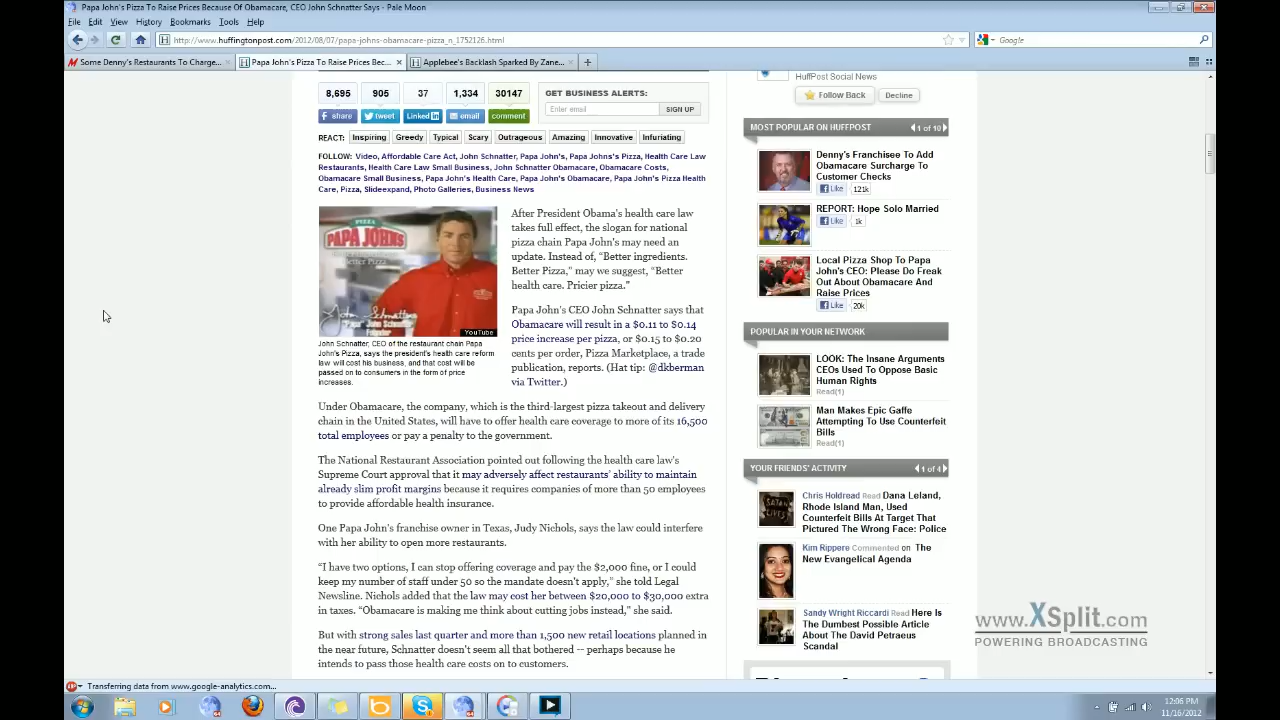 Papa John's Pizza To Raise Prices Because Of Obamacare, CEO John Schnatter Says - Pale Moon
File Edit View History Bookmarks Tools Help
http://www.huffingtonpost.com/2012/08/07/papa-johns-obamacare-pizza_n_1752126.html
Google
Some Denny's Restaurants To Charge...
Papa John's Pizza To Raise Prices Bec...
Applebee's Backlash Sparked By Zane...
8,695 905 37 1,334 30147
share tweet Linked in email comment
GET BUSINESS ALERTS:
Enter email SIGN UP
REACT: Inspiring Greedy Typical Scary Outrageous Amazing Innovative Infuriating
FOLLOW: Video, Affordable Care Act, John Schnatter, Papa John's, Papa Johns's Pizza, Health Care Law
Restaurants, Health Care Law Small Business, John Schnatter Obamacare, Obamacare Costs,
Obamacare Small Business, Papa John's Health Care, Papa John's Obamacare, Papa John's Pizza Health
Care, Pizza, Slideexpand, Photo Galleries, Business News
PIZZA
PAPA JOHNS
Better Ingredients.
Better Pizza.
John Schnatter
"Papa" John Schnatter
Founder
YouTube
John Schnatter, CEO of the restaurant chain Papa
John's Pizza, says the president's health care reform
law will cost his business, and that cost will be
passed on to consumers in the form of price
increases.
After President Obama's health care law
takes full effect, the slogan for national
pizza chain Papa John's may need an
update. Instead of, "Better ingredients.
Better Pizza," may we suggest, "Better
health care. Pricier pizza."
Papa John's CEO John Schnatter says that
Obamacare will result in a $0.11 to $0.14
price increase per pizza, or $0.15 to $0.20
cents per order, Pizza Marketplace, a trade
publication, reports. (Hat tip: @dkberman
via Twitter.)
Under Obamacare, the company, which is the third-largest pizza takeout and delivery
chain in the United States, will have to offer health care coverage to more of its 16,500
total employees or pay a penalty to the government.
The National Restaurant Association pointed out following the health care law's
Supreme Court approval that it may adversely affect restaurants' ability to maintain
already slim profit margins because it requires companies of more than 50 employees
to provide affordable health insurance.
One Papa John's franchise owner in Texas, Judy Nichols, says the law could interfere
with her ability to open more restaurants.
"I have two options, I can stop offering coverage and pay the $2,000 fine, or I could
keep my number of staff under 50 so the mandate doesn't apply," she told Legal
Newsline. Nichols added that the law may cost her between $20,000 to $30,000 extra
in taxes. "Obamacare is making me think about cutting jobs instead," she said.
But with strong sales last quarter and more than 1,500 new retail locations planned in
the near future, Schnatter doesn't seem all that bothered -- perhaps because he
intends to pass those health care costs on to customers.
HuffPost Social News
Follow Back Decline
MOST POPULAR ON HUFFPOST 1 of 10
Denny's Franchisee To Add
Obamacare Surcharge To
Customer Checks
Like 121k
REPORT: Hope Solo Married
Like 1k
Local Pizza Shop To Papa
John's CEO: Please Do Freak
Out About Obamacare And
Raise Prices
Like 20k
POPULAR IN YOUR NETWORK
LOOK: The Insane Arguments
CEOs Used To Oppose Basic
Human Rights
Read(1)
Man Makes Epic Gaffe
Attempting To Use Counterfeit
Bills
Read(1)
YOUR FRIENDS' ACTIVITY 1 of 4
Chris Holdread Read Dana Leland,
Rhode Island Man, Used
Counterfeit Bills At Target That
Pictured The Wrong Face: Police
Kim Rippere Commented on The
New Evangelical Agenda
Sandy Wright Riccardi Read Here Is
The Dumbest Possible Article
About The David Petraeus
Scandal
www.XSplit.com
POWERING BROADCASTING
Transferring data from www.google-analytics.com...
12:06 PM
11/16/2012